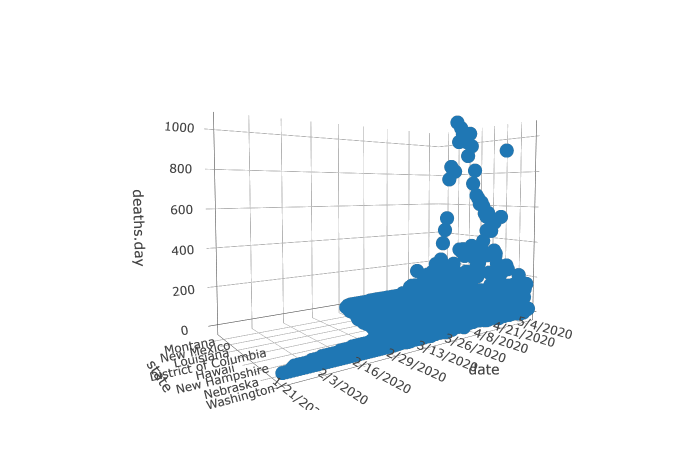 1000
800
600
400
200
0
deaths.day
Montana
New Mexico
Louisiana
District of Columbia
Hawaii
New Hampshire
Nebraska
Washington
state
2/3/2020
2/16/2020
2/29/2020
3/13/2020
3/26/2020
4/8/2020
4/21/2020
5/4/2020
date